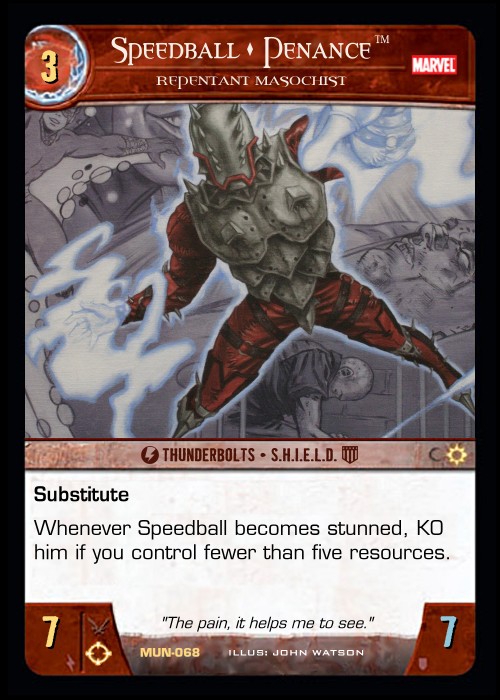 3
SPEEDBALL ♦ PENANCE™
REPENTANT MASOCHIST
MARVEL
THUNDERBOLTS • S.H.I.E.L.D.
C
Substitute
Whenever Speedball becomes stunned, KO
him if you control fewer than five resources.
7
"The pain, it helps me to see."
7
MUN-068 ILLUS: JOHN WATSON